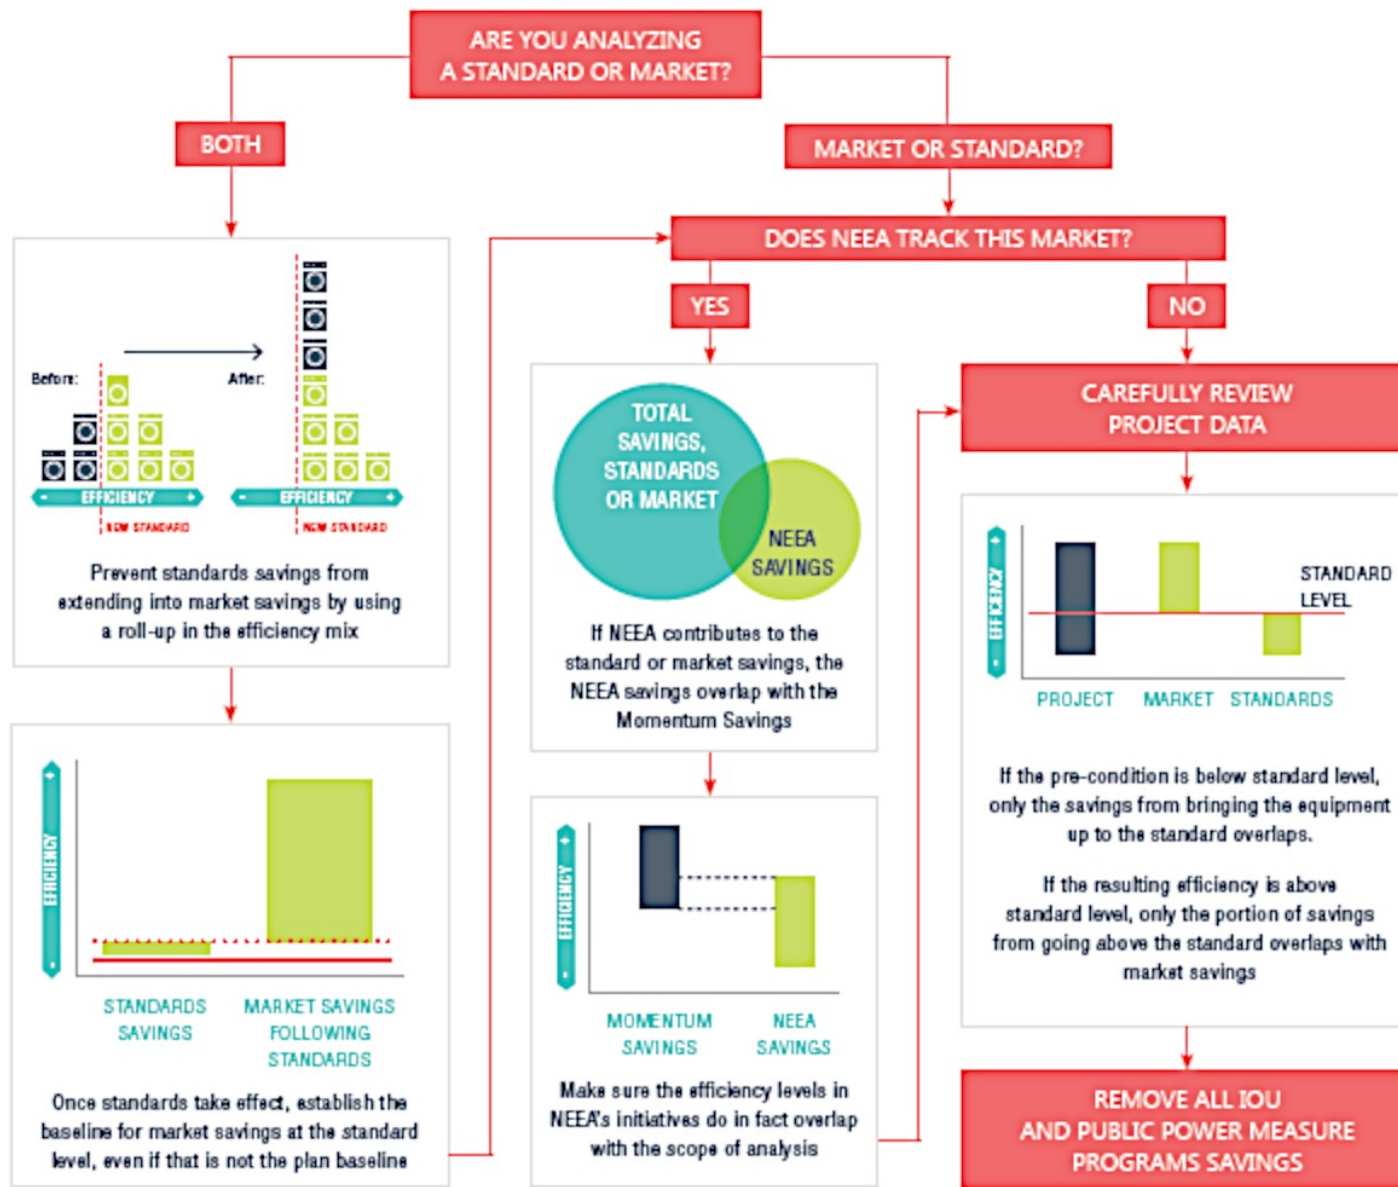 ARE YOU ANALYZING
A STANDARD OR MARKET?
BOTH
MARKET OR STANDARD?
DOES NEEA TRACK THIS MARKET?
YES
NO
Before:
After:
- EFFICIENCY +
NEW STANDARD
- EFFICIENCY +
NEW STANDARD
Prevent standards savings from
extending into market savings by using
a roll-up in the efficiency mix
- EFFICIENCY +
STANDARDS
SAVINGS
MARKET SAVINGS
FOLLOWING
STANDARDS
Once standards take effect, establish the
baseline for market savings at the standard
level, even if that is not the plan baseline
TOTAL
SAVINGS,
STANDARDS
OR MARKET
NEEA
SAVINGS
If NEEA contributes to the
standard or market savings, the
NEEA savings overlap with the
Momentum Savings
- EFFICIENCY +
MOMENTUM
SAVINGS
NEEA
SAVINGS
Make sure the efficiency levels in
NEEA's initiatives do in fact overlap
with the scope of analysis
CAREFULLY REVIEW
PROJECT DATA
- EFFICIENCY +
STANDARD
LEVEL
PROJECT
MARKET
STANDARDS
If the pre-condition is below standard level,
only the savings from bringing the equipment
up to the standard overlaps.
If the resulting efficiency is above
standard level, only the portion of savings
from going above the standard overlaps with
market savings
REMOVE ALL IOU
AND PUBLIC POWER MEASURE
PROGRAMS SAVINGS